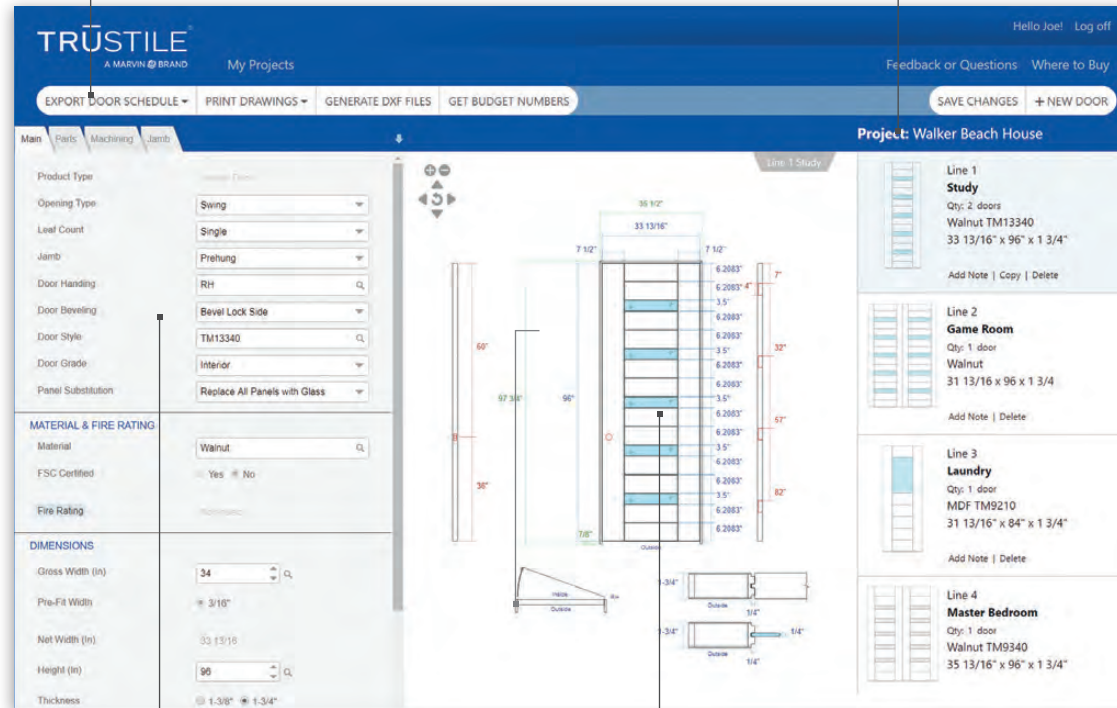 TRŪSTILE®
A MARVIN BRAND
My Projects
Hello Joe! Log off
Feedback or Questions Where to Buy
EXPORT DOOR SCHEDULE PRINT DRAWINGS GENERATE DXF FILES GET BUDGET NUMBERS
SAVE CHANGES + NEW DOOR
Main Parts Machining Jamb
Project: Walker Beach House
Product Type
Opening Type Swing
Leaf Count Single
Jamb Prehung
Door Handing RH
Door Beveling Bevel Lock Side
Door Style TM13340
Door Grade Interior
Panel Substitution Replace All Panels with Glass
MATERIAL & FIRE RATING
Material Walnut
FSC Certified Yes No
Fire Rating
DIMENSIONS
Gross Width (In) 34
Pre-Fit Width 3/16"
Net Width (In) 33 13/16
Height (In) 96
Thickness 1-3/8" 1-3/4"
Line 1 Study
35 1/2"
33 13/16"
7 1/2" 7 1/2"
6.2083"
6.2083"
3.5"
6.2083"
6.2083"
3.5"
6.2083"
6.2083"
3.5"
6.2083"
6.2083"
3.5"
6.2083"
6.2083"
3.5"
6.2083"
6.2083"
7"
4"
32"
57"
82"
60"
36"
97 3/4"
96"
7/8"
Outside
Inside
Outside
RH
1-3/4"
Outside
1/4"
1-3/4"
1/4"
Outside
1/4"
Line 1
Study
Qty: 2 doors
Walnut TM13340
33 13/16" x 96" x 1 3/4"
Add Note | Copy | Delete
Line 2
Game Room
Qty: 1 door
Walnut
31 13/16 x 96 x 1 3/4
Add Note | Delete
Line 3
Laundry
Qty: 1 door
MDF TM9210
31 13/16" x 84" x 1 3/4"
Add Note | Delete
Line 4
Master Bedroom
Qty: 1 door
Walnut TM9340
35 13/16" x 96" x 1 3/4"